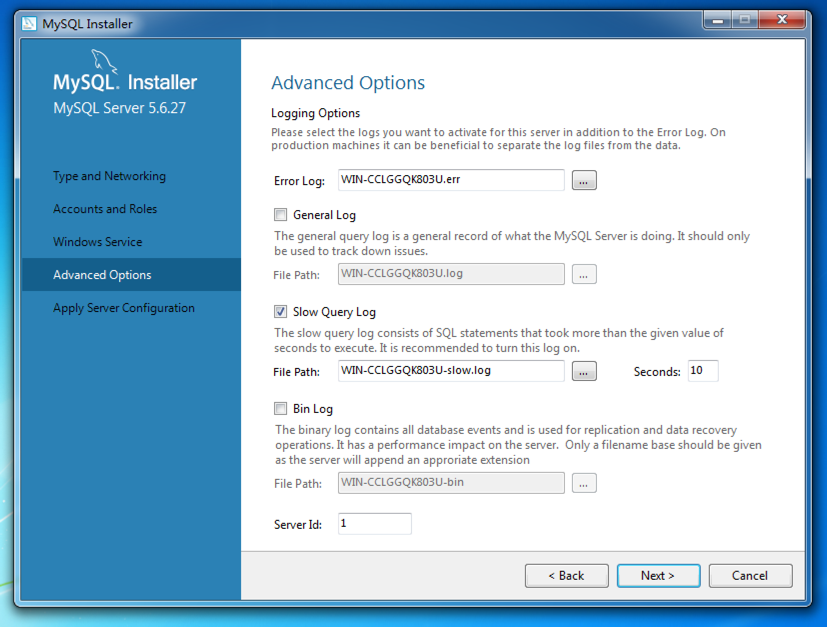 MySQL Installer
MySQL. Installer
MySQL Server 5.6.27
Type and Networking
Accounts and Roles
Windows Service
Advanced Options
Apply Server Configuration
Advanced Options
Logging Options
Please select the logs you want to activate for this server in addition to the Error Log. On
production machines it can be beneficial to separate the log files from the data.
Error Log: WIN-CCLGGQK803U.err ...
General Log
The general query log is a general record of what the MySQL Server is doing. It should only
be used to track down issues.
File Path: WIN-CCLGGQK803U.log ...
Slow Query Log
The slow query log consists of SQL statements that took more than the given value of
seconds to execute. It is recommended to turn this log on.
File Path: WIN-CCLGGQK803U-slow.log ... Seconds: 10
Bin Log
The binary log contains all database events and is used for replication and data recovery
operations. It has a performance impact on the server.  Only a filename base should be given
as the server will append an approriate extension
File Path: WIN-CCLGGQK803U-bin ...
Server Id: 1
< Back Next > Cancel